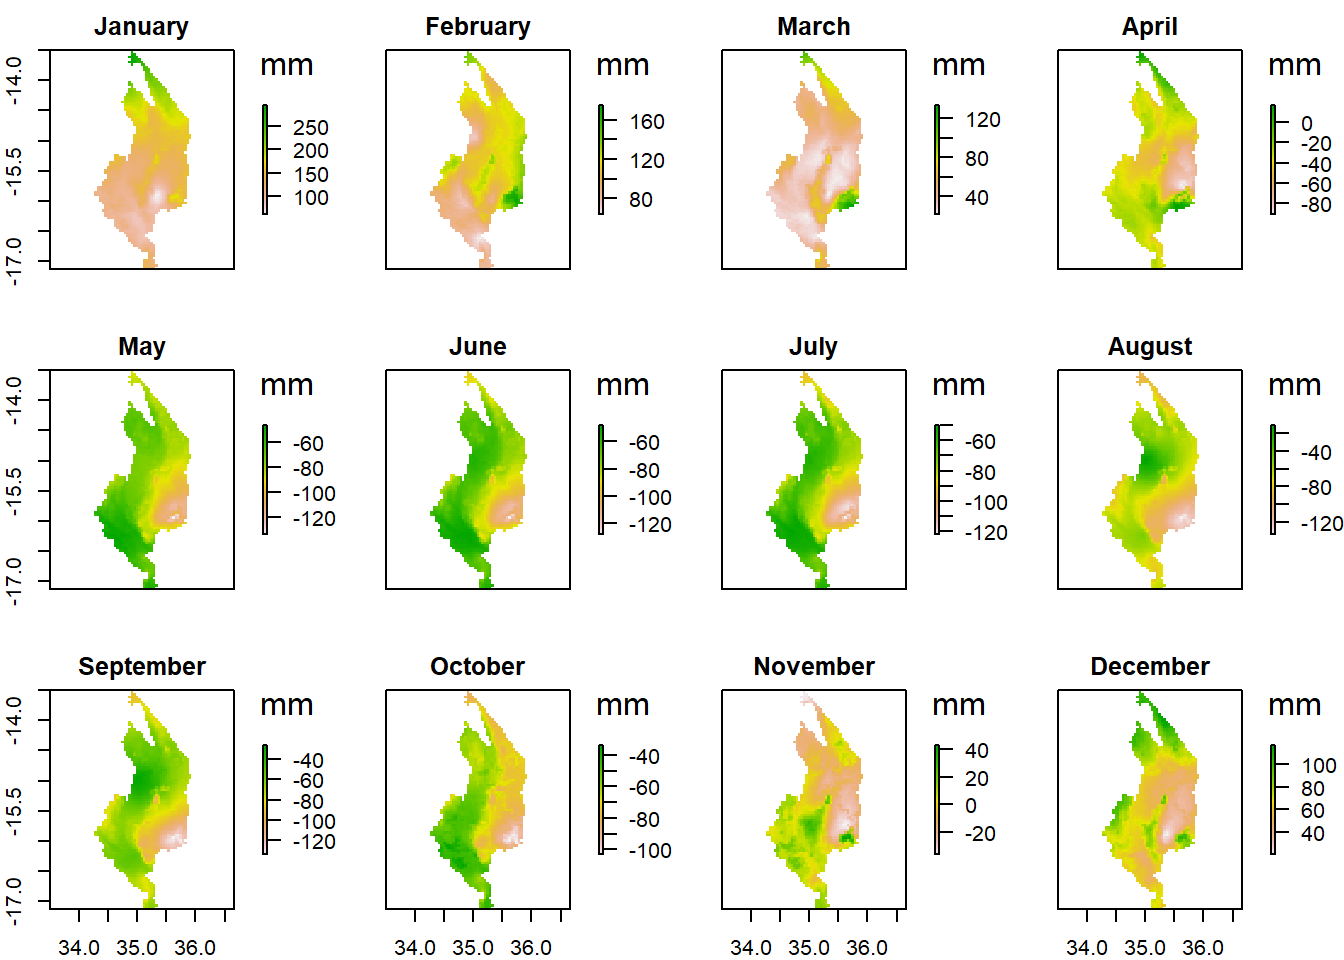 January
February
March
April
mm
250
200
150
100
mm
160
120
80
mm
120
80
40
mm
0
-20
-40
-60
-80
-14.0
-15.5
-17.0
May
June
July
August
mm
-60
-80
-100
-120
mm
-60
-80
-100
-120
mm
-60
-80
-100
-120
mm
-40
-80
-120
-14.0
-15.5
-17.0
September
October
November
December
mm
-40
-60
-80
-100
-120
mm
-40
-60
-80
-100
mm
40
20
0
-20
mm
100
80
60
40
-14.0
-15.5
-17.0
34.0 35.0 36.0
34.0 35.0 36.0
34.0 35.0 36.0
34.0 35.0 36.0